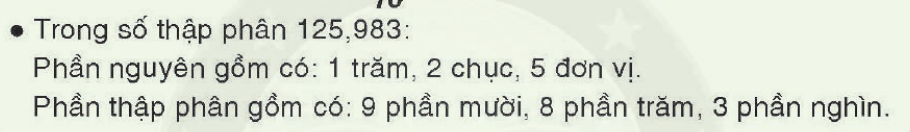 • Trong số thập phân 125,983:
Phần nguyên gồm có: 1 trăm, 2 chục, 5 đơn vị.
Phần thập phân gồm có: 9 phần mười, 8 phần trăm, 3 phần nghìn.